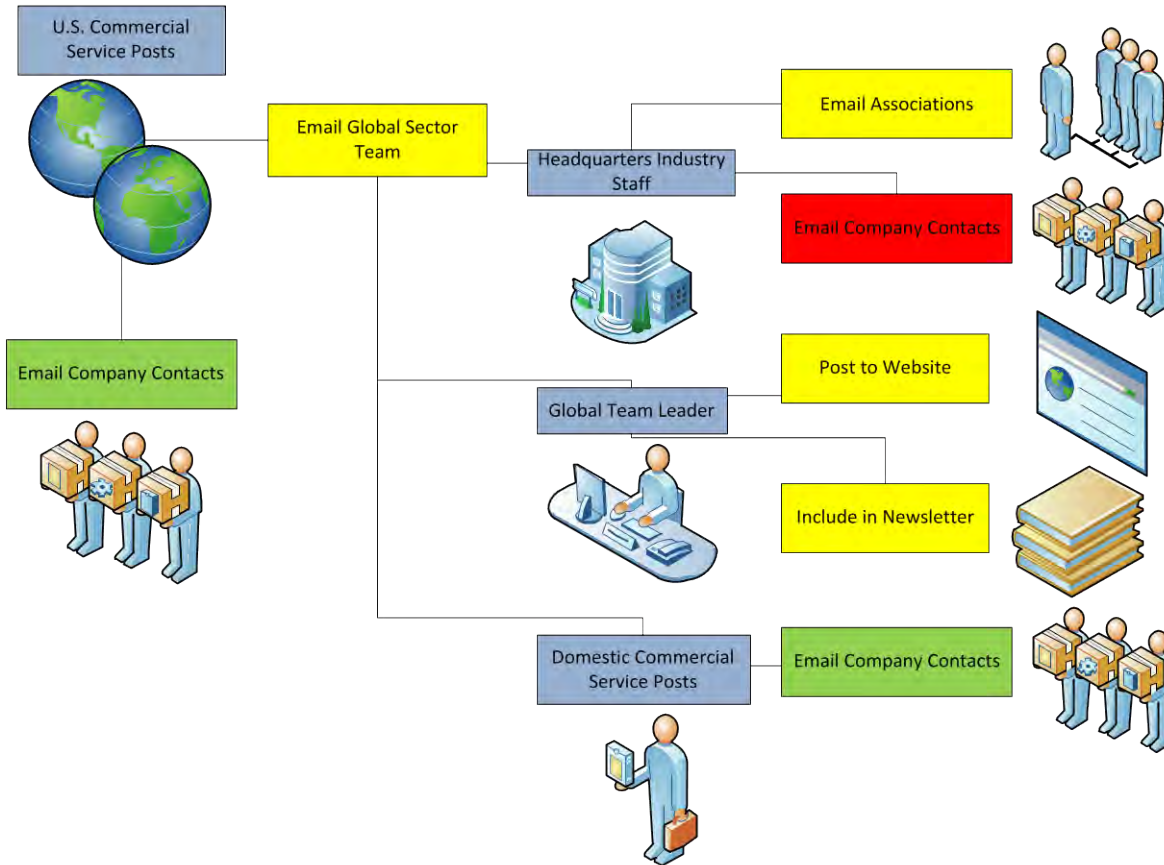 U.S. Commercial
Service Posts
Email Global Sector
Team
Email Associations
Headquarters Industry
Staff
Email Company Contacts
Email Company Contacts
Post to Website
Global Team Leader
Include in Newsletter
Domestic Commercial
Service Posts
Email Company Contacts